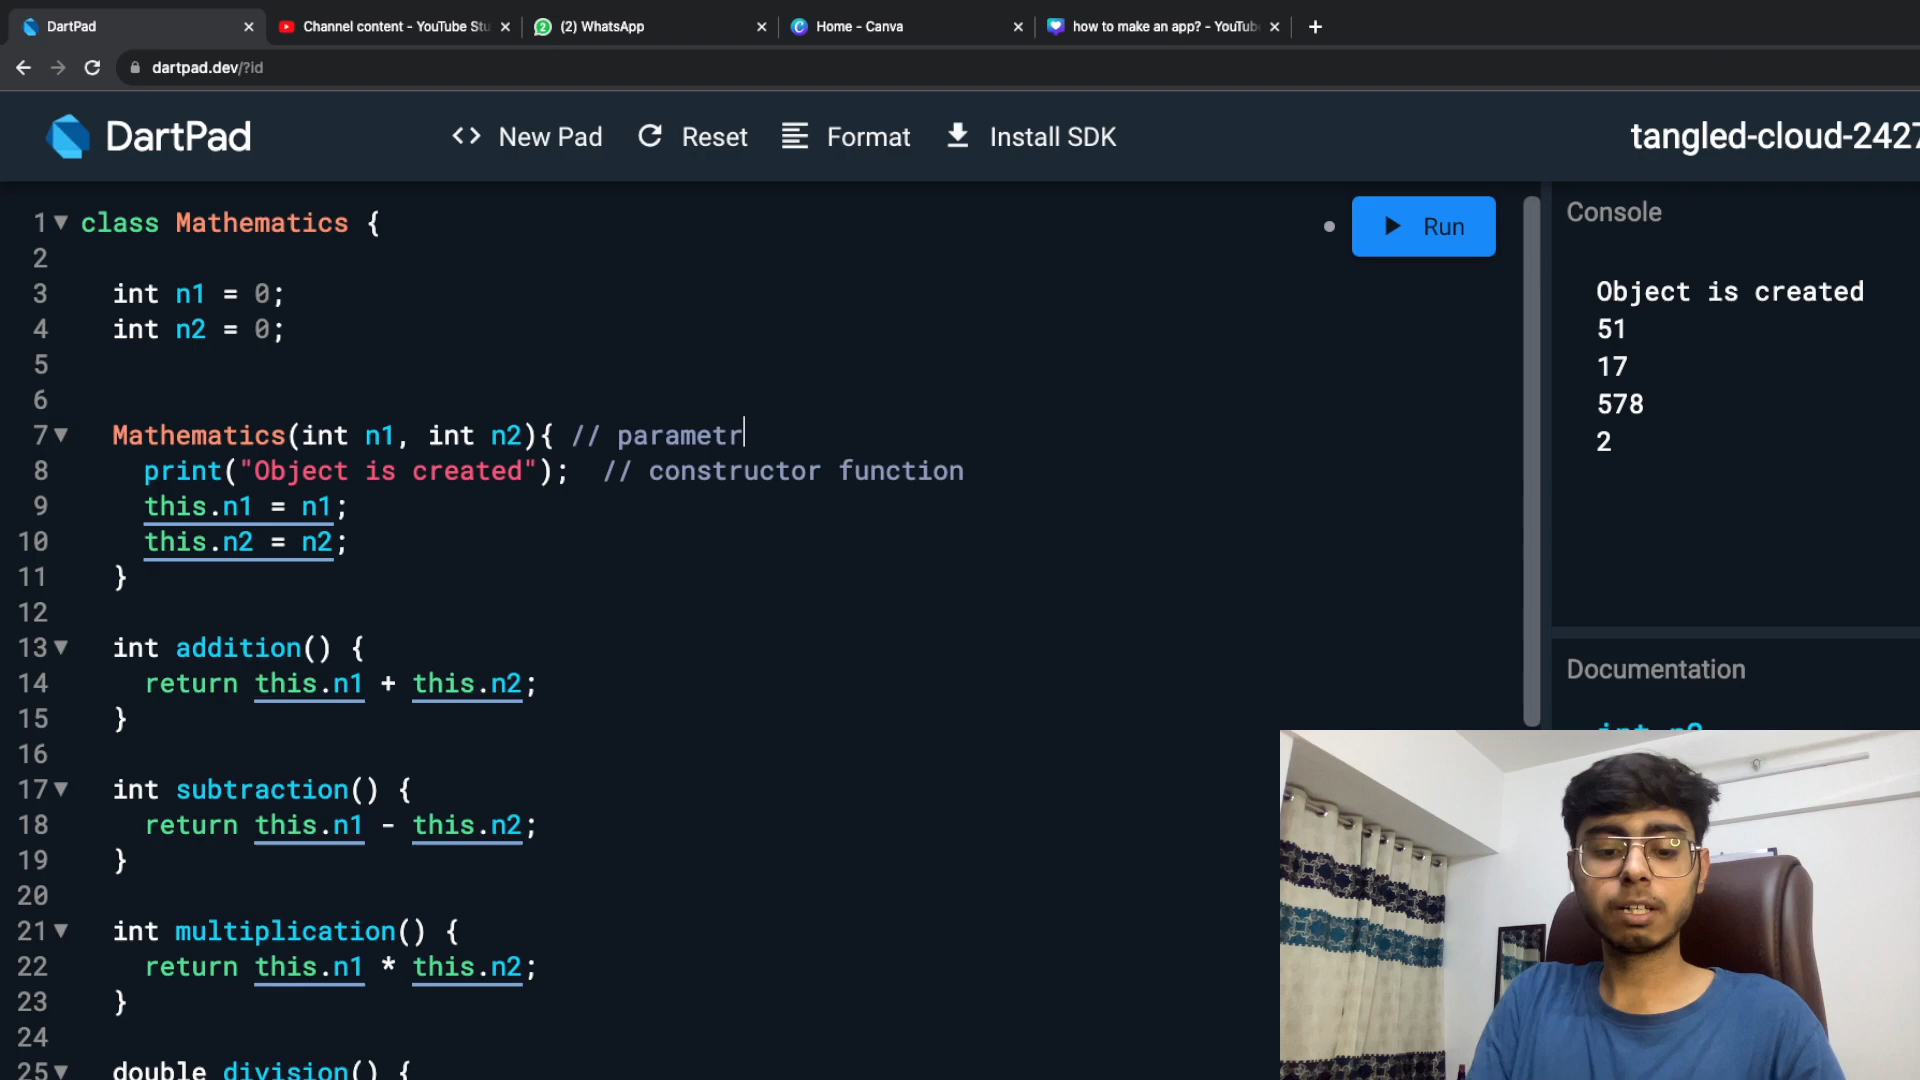 DartPad
Channel content - YouTube Stu
(2) WhatsApp
Home - Canva
how to make an app? - YouTub
dartpad.dev/?id
DartPad
<> New Pad
Reset
Format
Install SDK
tangled-cloud-2427
1 class Mathematics {
2
3 int n1 = 0;
4 int n2 = 0;
5
6
7 Mathematics(int n1, int n2){ // parametr
8 print("Object is created"); // constructor function
9 this.n1 = n1;
10 this.n2 = n2;
11 }
12
13 int addition() {
14 return this.n1 + this.n2;
15 }
16
17 int subtraction() {
18 return this.n1 - this.n2;
19 }
20
21 int multiplication() {
22 return this.n1 * this.n2;
23 }
24
25 double division() {
Run
Console
Object is created
51
17
578
2
Documentation
int n2